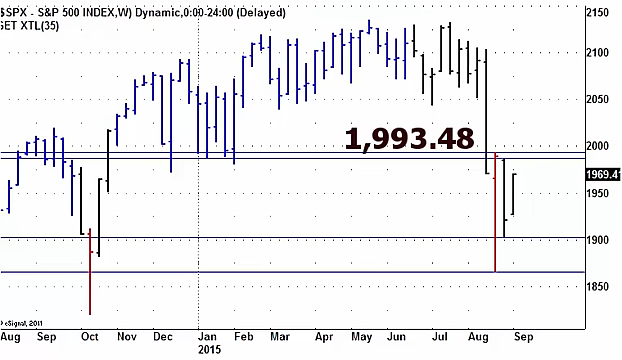 $SPX - S&P 500 INDEX,W) Dynamic,0:00-24:00 (Delayed)
GET XTL(35)
2150
2100
2050
1,993.48
2000
1969.4
1950
1900
1850
© eSignal, 2011
Aug Sep Oct Nov Dec Jan Feb Mar Apr May Jun Jul Aug Sep
2015